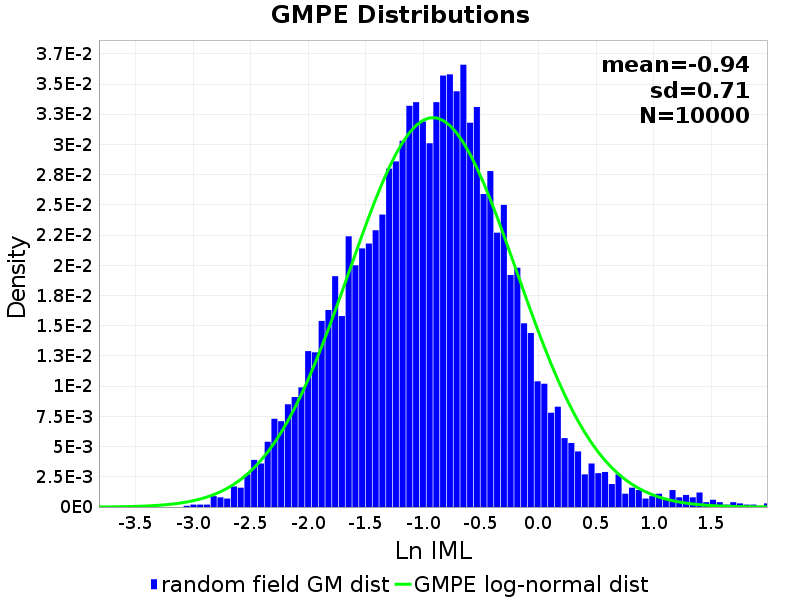 GMPE Distributions
mean=-0.94
sd=0.71
N=10000
Density
3.7E-2
3.5E-2
3.3E-2
3E-2
2.8E-2
2.5E-2
2.2E-2
2E-2
1.8E-2
1.5E-2
1.3E-2
1E-2
7.5E-3
5E-3
2.5E-3
0E0
-3.5 -3.0 -2.5 -2.0 -1.5 -1.0 -0.5 0.0 0.5 1.0 1.5
Ln IML
random field GM dist GMPE log-normal dist